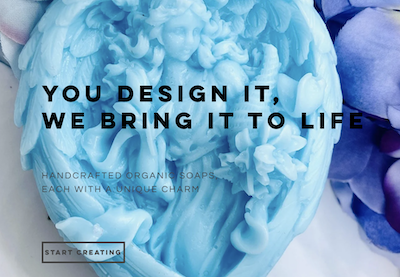 YOU DESIGN IT,
WE BRING IT TO LIFE
HANDCRAFTED ORGANIC SOAPS,
EACH WITH A UNIQUE CHARM
START CREATING